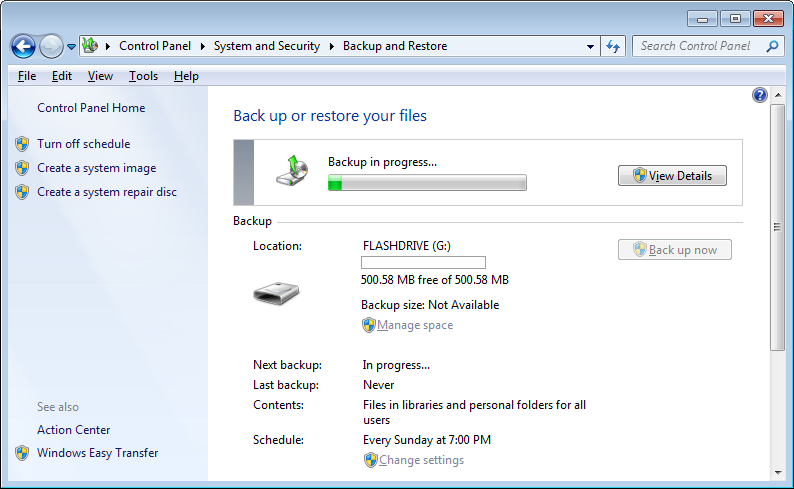 Control Panel System and Security Backup and Restore Search Control Panel
File Edit View Tools Help
Control Panel Home
Turn off schedule
Create a system image
Create a system repair disc
See also
Action Center
Windows Easy Transfer
Back up or restore your files
Backup in progress...
View Details
Backup
Location: FLASHDRIVE (G:)
Back up now
500.58 MB free of 500.58 MB
Backup size: Not Available
Manage space
Next backup: In progress...
Last backup: Never
Contents: Files in libraries and personal folders for all
users
Schedule: Every Sunday at 7:00 PM
Change settings